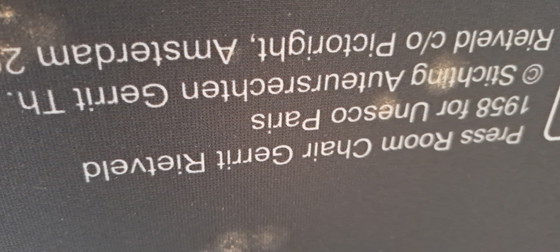 Press Room Chair Gerrit Rietveld
1958 for Unesco Paris
© Stichting Auteursrechten Gerrit Th.
Rietveld c/o Pictoright, Amsterdam